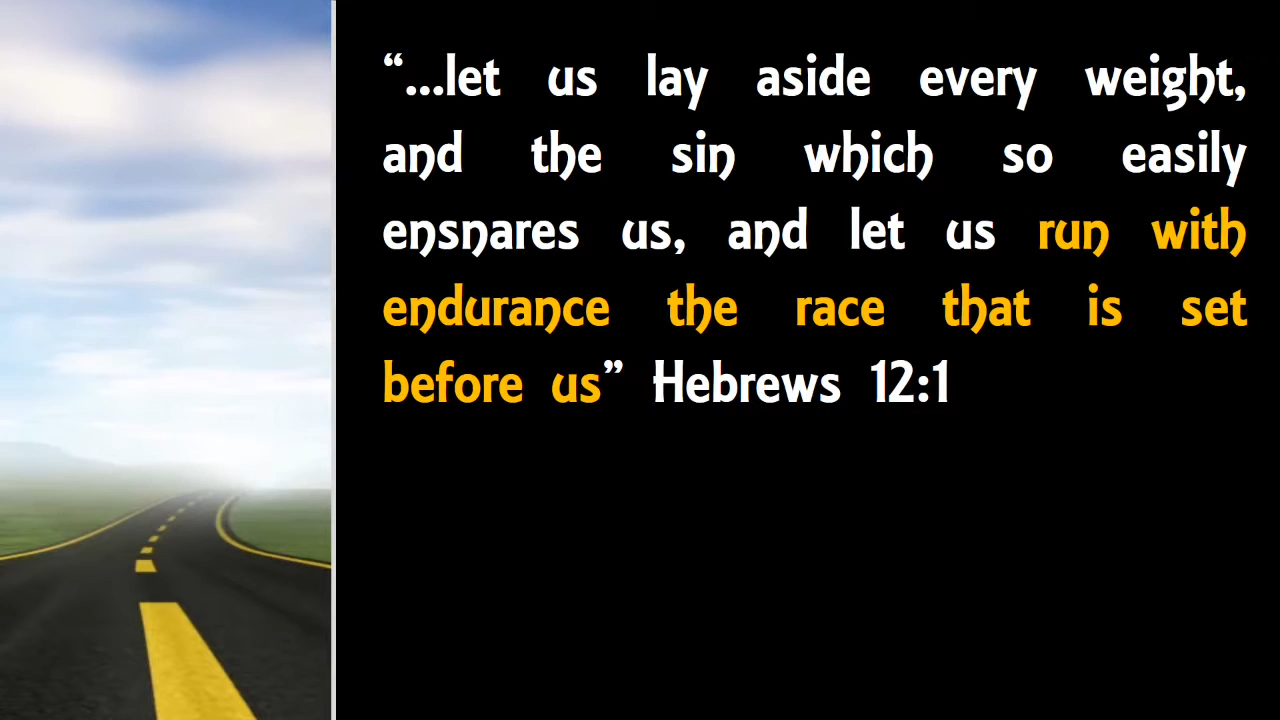 “...let us lay aside every weight,
and the sin which so easily
ensnares us, and let us run with
endurance the race that is set
before us” Hebrews 12:1